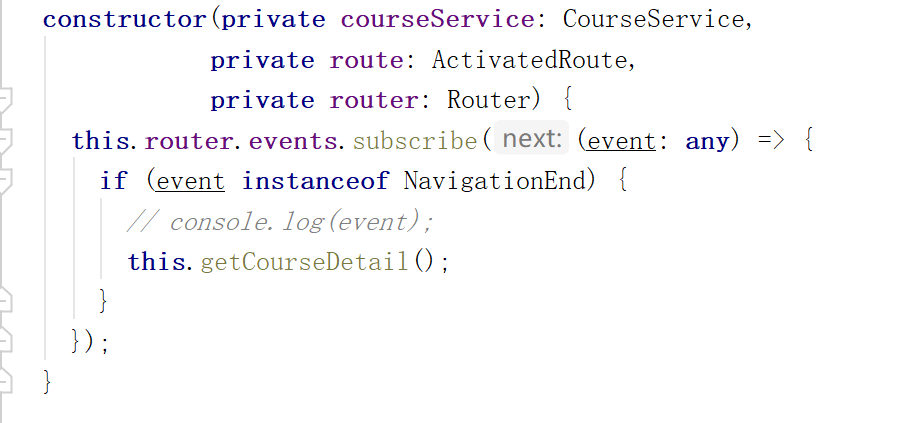 constructor(private courseService: CourseService,
private route: ActivatedRoute,
private router: Router) {
this.router.events.subscribe( next: (event: any) => {
if (event instanceof NavigationEnd) {
// console.log(event);
this.getCourseDetail();
}
});
}